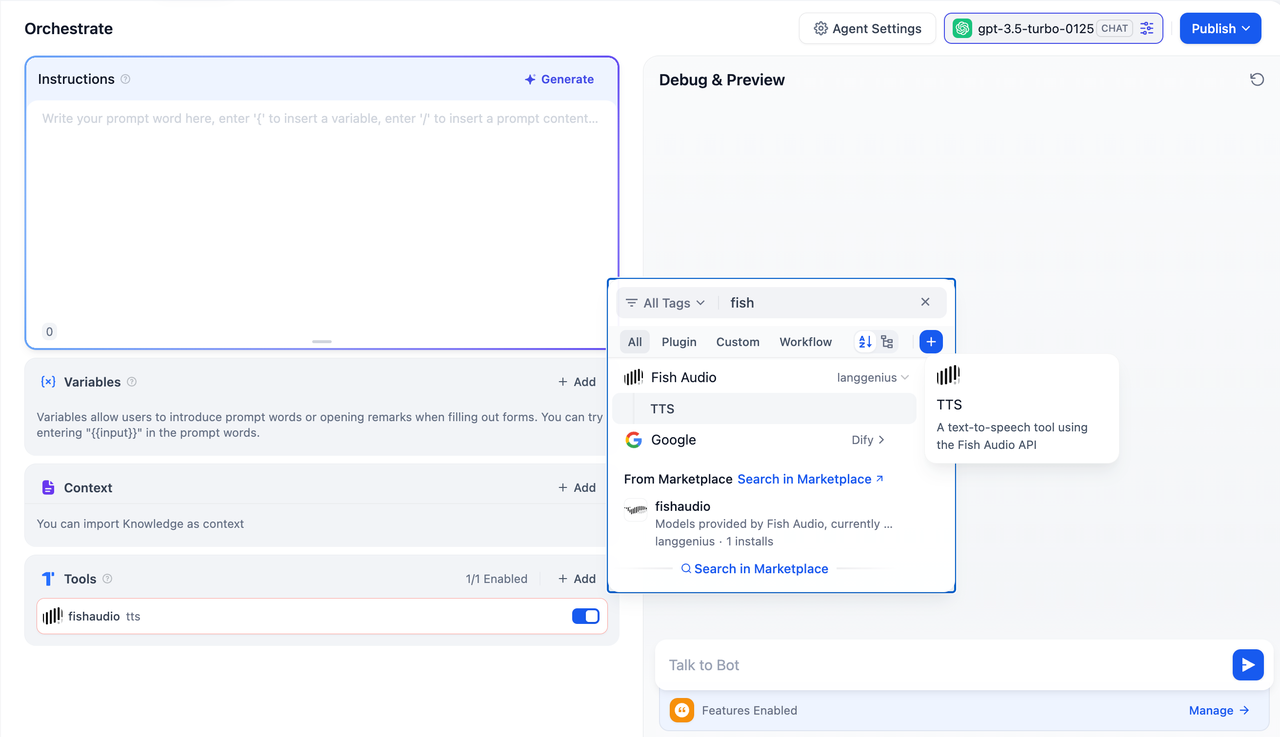 Orchestrate
Agent Settings
gpt-3.5-turbo-0125 CHAT
Publish
Instructions
Generate
Write your prompt word here, enter '{' to insert a variable, enter '/' to insert a prompt content...
0
Variables
+ Add
Variables allow users to introduce prompt words or opening remarks when filling out forms. You can try
entering "{{input}}" in the prompt words.
Context
+ Add
You can import Knowledge as context
Tools
1/1 Enabled
+ Add
fishaudio tts
Debug & Preview
All Tags
fish
All Plugin Custom Workflow
Fish Audio
langgenius
TTS
Google
Dify
From Marketplace Search in Marketplace
fishaudio
Models provided by Fish Audio, currently ...
langgenius · 1 installs
Search in Marketplace
TTS
A text-to-speech tool using
the Fish Audio API
Talk to Bot
Features Enabled
Manage